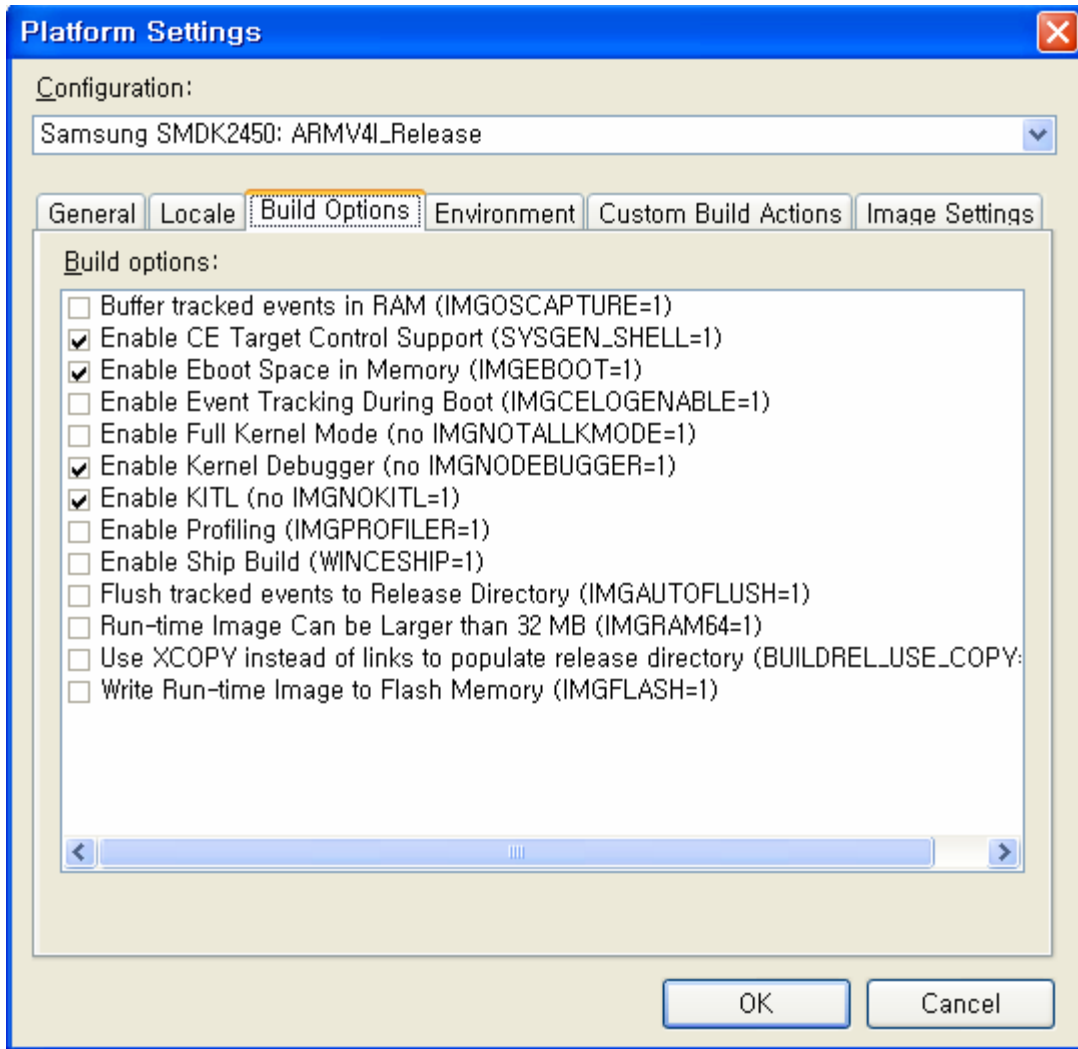 Platform Settings
Configuration:
Samsung SMDK2450: ARMV4I_Release
General Locale Build Options Environment Custom Build Actions Image Settings
Build options:
Buffer tracked events in RAM (IMGOSCAPTURE=1)
Enable CE Target Control Support (SYSGEN_SHELL=1)
Enable Eboot Space in Memory (IMGEBOOT=1)
Enable Event Tracking During Boot (IMGCELOGENABLE=1)
Enable Full Kernel Mode (no IMGNOTALLKMODE=1)
Enable Kernel Debugger (no IMGNODEBUGGER=1)
Enable KITL (no IMGNOKITL=1)
Enable Profiling (IMGPROFILER=1)
Enable Ship Build (WINCESHIP=1)
Flush tracked events to Release Directory (IMGAUTOFLUSH=1)
Run-time Image Can be Larger than 32 MB (IMGRAM64=1)
Use XCOPY instead of links to populate release directory (BUILDREL_USE_COPY=
Write Run-time Image to Flash Memory (IMGFLASH=1)
OK Cancel